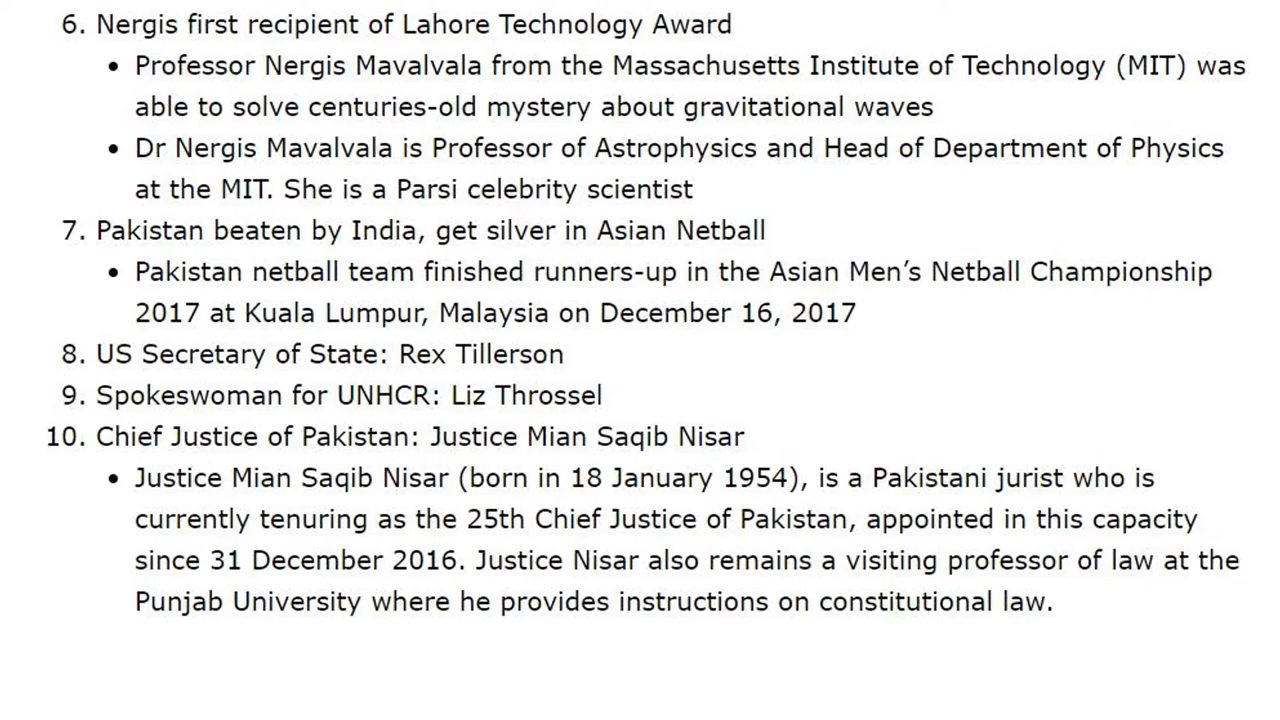 6. Nergis first recipient of Lahore Technology Award
• Professor Nergis Mavalvala from the Massachusetts Institute of Technology (MIT) was
able to solve centuries-old mystery about gravitational waves
• Dr Nergis Mavalvala is Professor of Astrophysics and Head of Department of Physics
at the MIT. She is a Parsi celebrity scientist
7. Pakistan beaten by India, get silver in Asian Netball
• Pakistan netball team finished runners-up in the Asian Men’s Netball Championship
2017 at Kuala Lumpur, Malaysia on December 16, 2017
8. US Secretary of State: Rex Tillerson
9. Spokeswoman for UNHCR: Liz Throssel
10. Chief Justice of Pakistan: Justice Mian Saqib Nisar
• Justice Mian Saqib Nisar (born in 18 January 1954), is a Pakistani jurist who is
currently tenuring as the 25th Chief Justice of Pakistan, appointed in this capacity
since 31 December 2016. Justice Nisar also remains a visiting professor of law at the
Punjab University where he provides instructions on constitutional law.